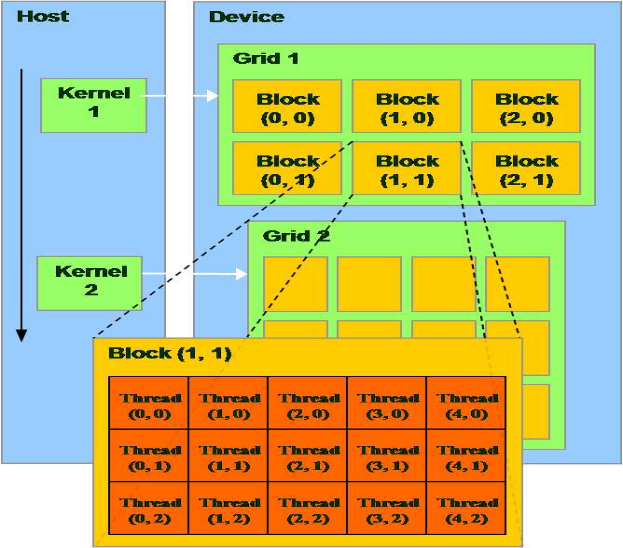 Host
Device
Grid 1
Kernel
1
Block
(0, 0)
Block
(1, 0)
Block
(2, 0)
Block
(0, 1)
Block
(1, 1)
Block
(2, 1)
Grid 2
Kernel
2
Block (1, 1)
Thread
(0, 0)
Thread
(1, 0)
Thread
(2, 0)
Thread
(3, 0)
Thread
(4, 0)
Thread
(0, 1)
Thread
(1, 1)
Thread
(2, 1)
Thread
(3, 1)
Thread
(4, 1)
Thread
(0, 2)
Thread
(1, 2)
Thread
(2, 2)
Thread
(3, 2)
Thread
(4, 2)